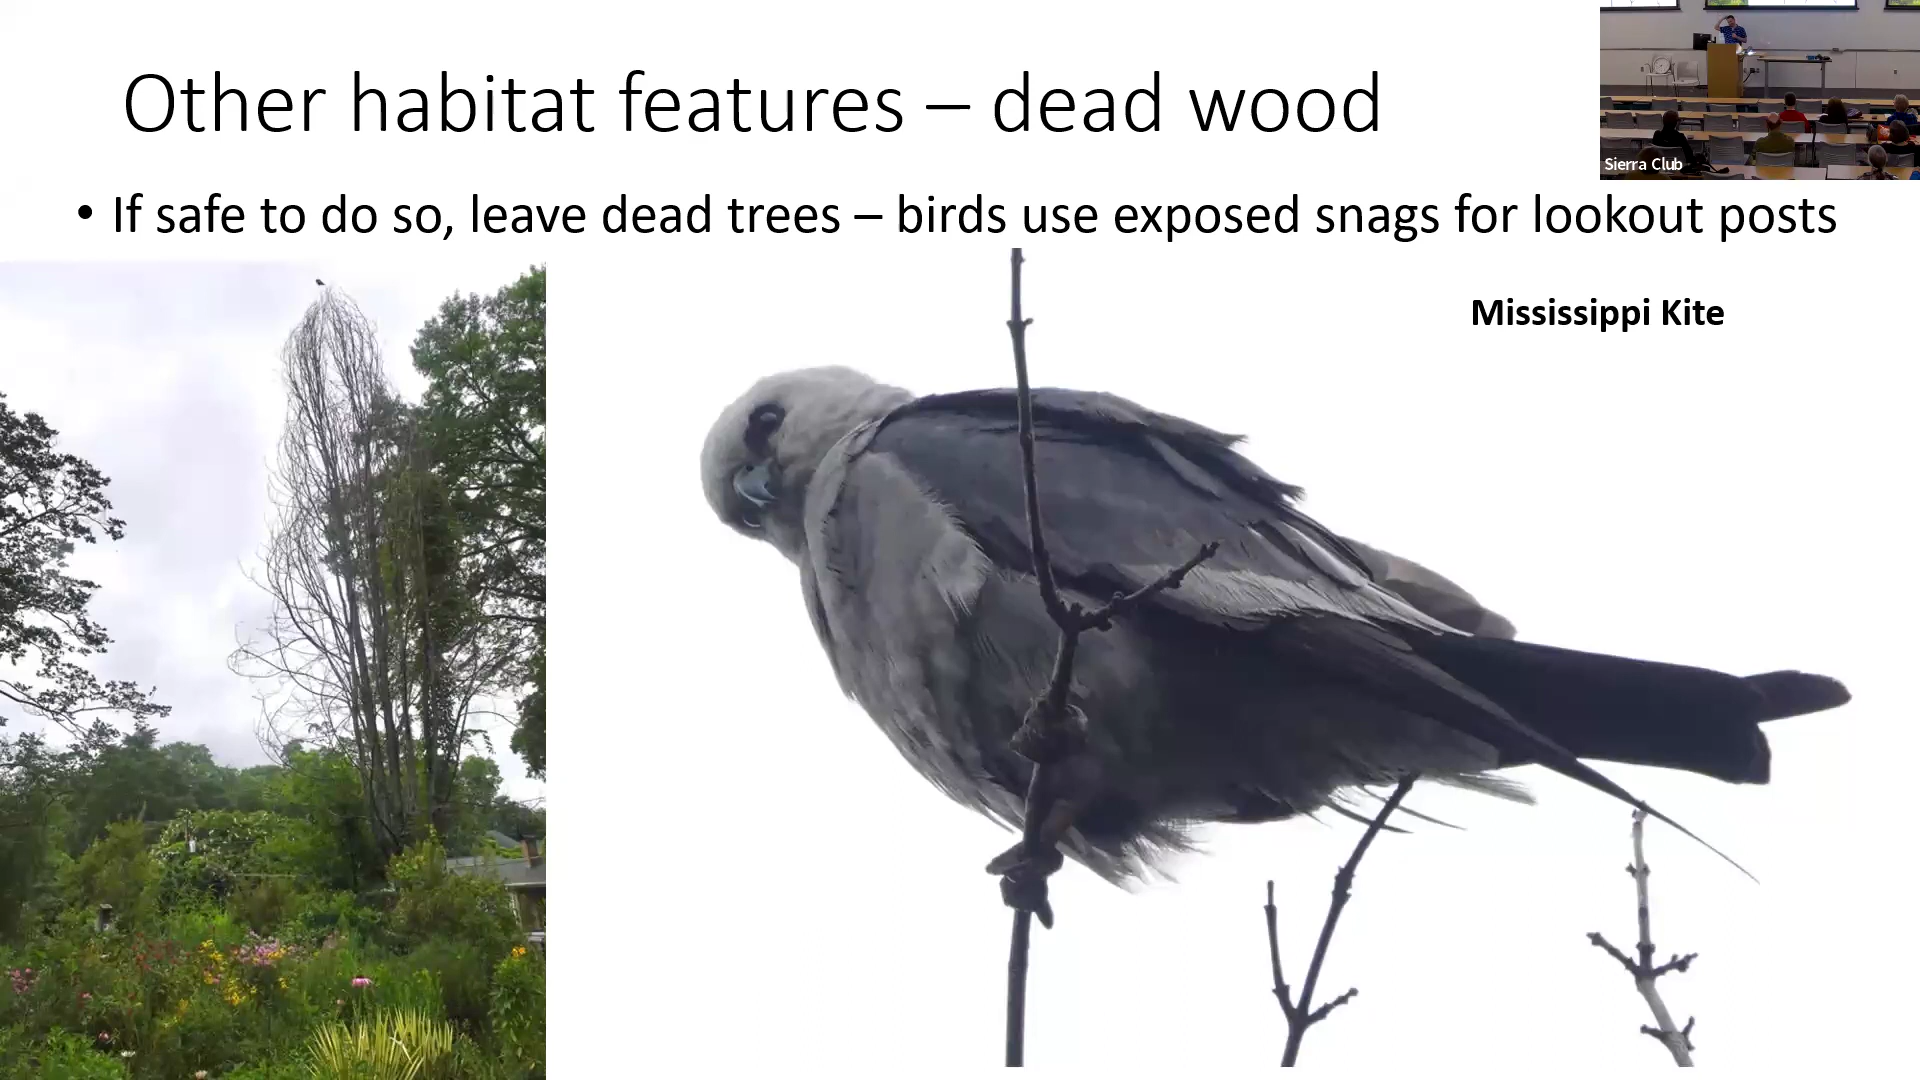 Other habitat features – dead wood
Sierra Club
• If safe to do so, leave dead trees – birds use exposed snags for lookout posts
Mississippi Kite